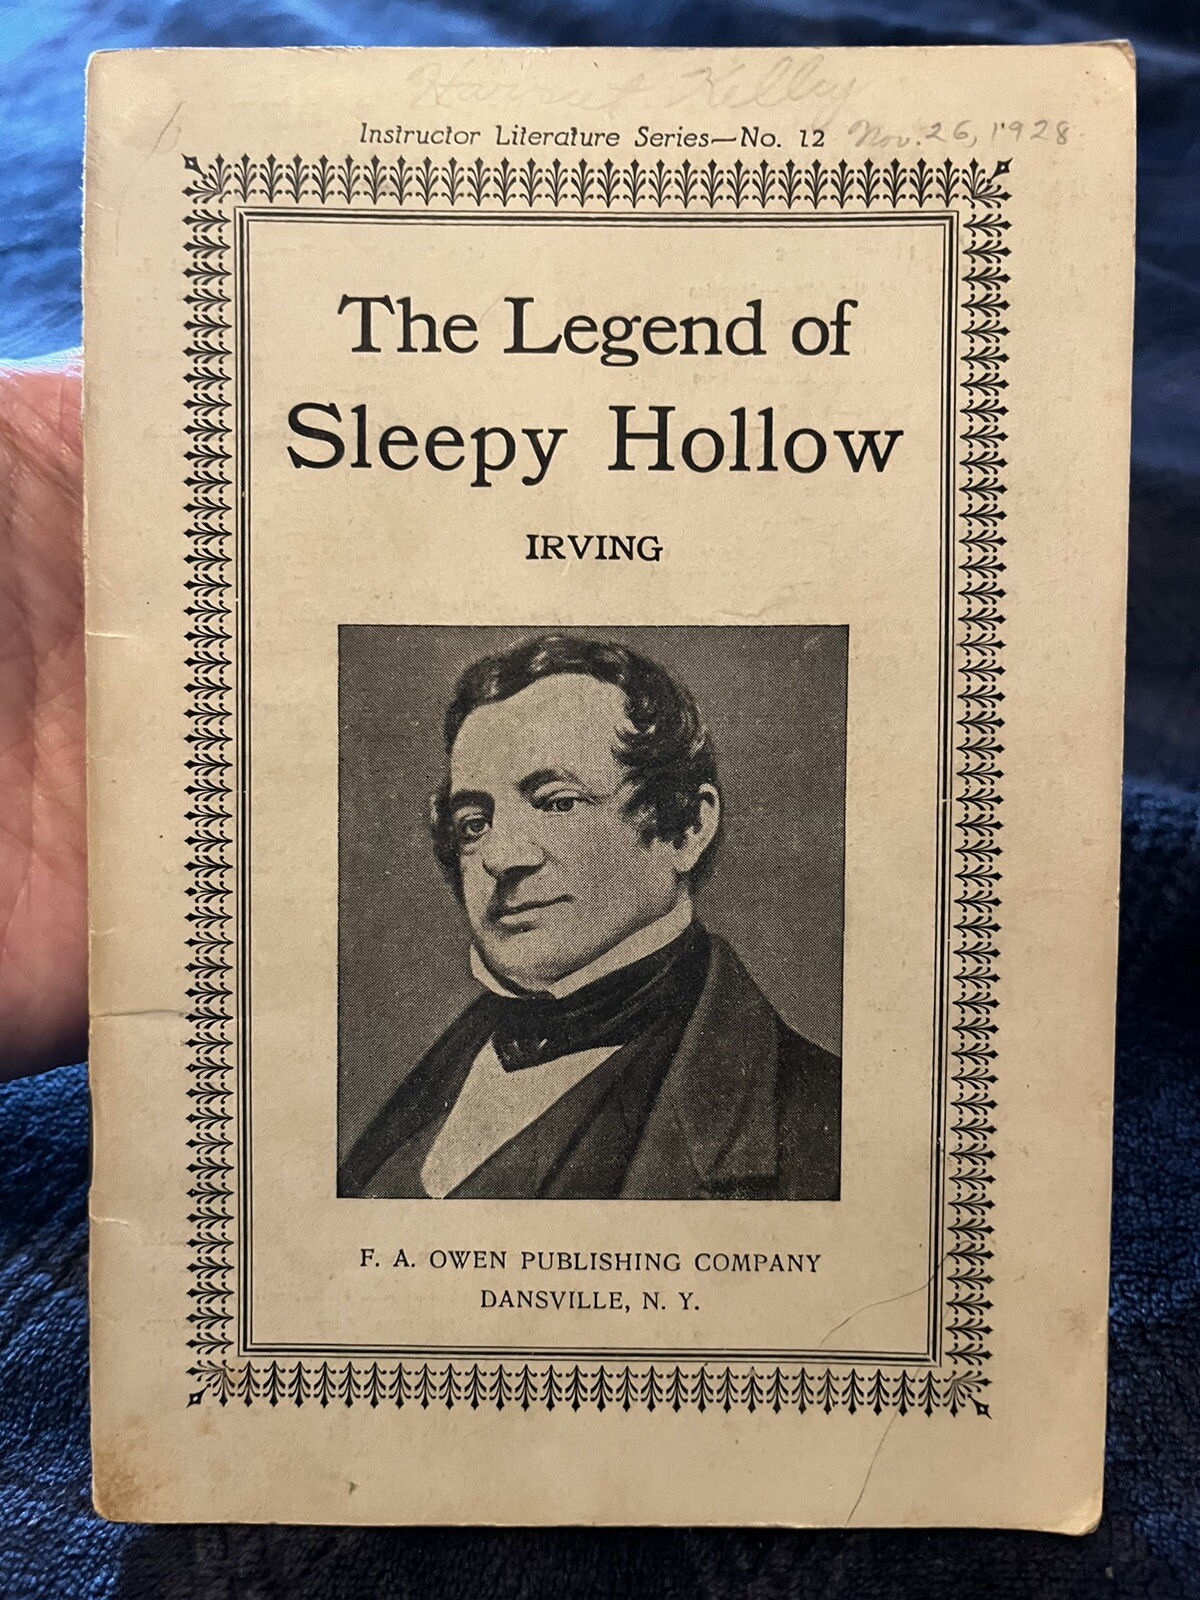 Harriet Kelley
Instructor Literature Series—No. 12 Nov. 26, 1928.
The Legend of
Sleepy Hollow
IRVING
F. A. OWEN PUBLISHING COMPANY
DANSVILLE, N. Y.